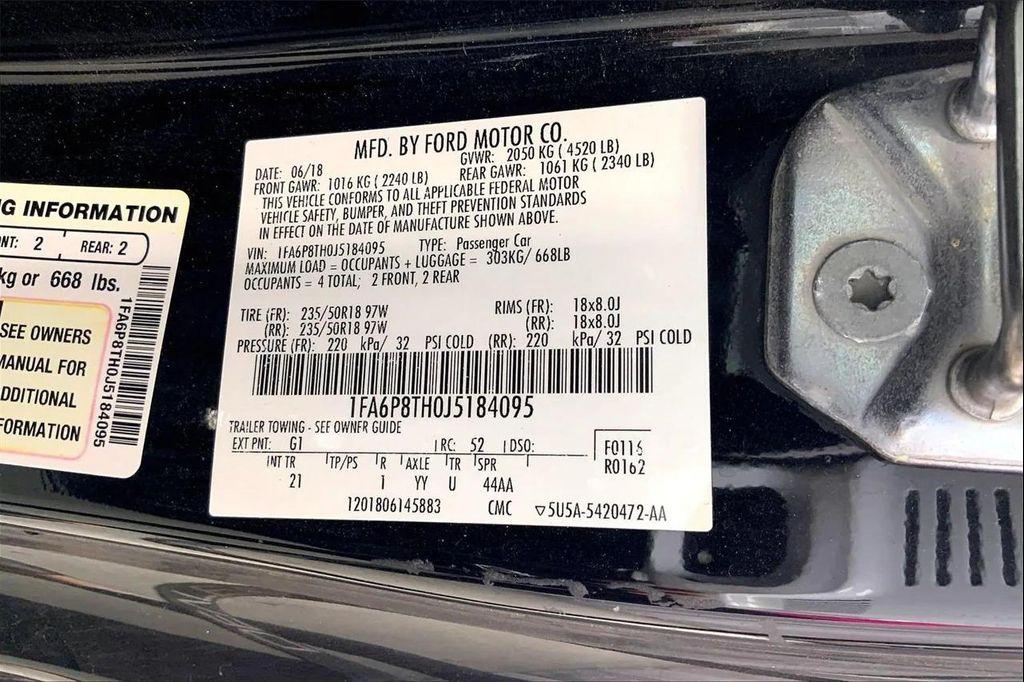 G INFORMATION
NT: 2 REAR: 2
kg or 668 lbs.
SEE OWNERS
MANUAL FOR
ADDITIONAL
FORMATION
1FA6P8TH0J5184095
MFD. BY FORD MOTOR CO.
DATE: 06/18 GVWR: 2050 KG ( 4520 LB)
FRONT GAWR: 1016 KG ( 2240 LB) REAR GAWR: 1061 KG ( 2340 LB)
THIS VEHICLE CONFORMS TO ALL APPLICABLE FEDERAL MOTOR
VEHICLE SAFETY, BUMPER, AND THEFT PREVENTION STANDARDS
IN EFFECT ON THE DATE OF MANUFACTURE SHOWN ABOVE.
VIN: 1FA6P8TH0J5184095 TYPE: Passenger Car
MAXIMUM LOAD = OCCUPANTS + LUGGAGE = 303KG/ 668LB
OCCUPANTS = 4 TOTAL; 2 FRONT, 2 REAR
TIRE (FR): 235/50R18 97W RIMS (FR): 18x8.0J
(RR): 235/50R18 97W (RR): 18x8.0J
PRESSURE (FR): 220 kPa/ 32 PSI COLD (RR): 220 kPa/ 32 PSI COLD
1FA6P8TH0J5184095
TRAILER TOWING - SEE OWNER GUIDE
EXT PNT: G1 RC: 52 DSO: F0116
R0162
INT TR TP/PS R AXLE TR SPR
21 1 YY U 44AA
1201806145883 CMC ▽5U5A-5420472-AA